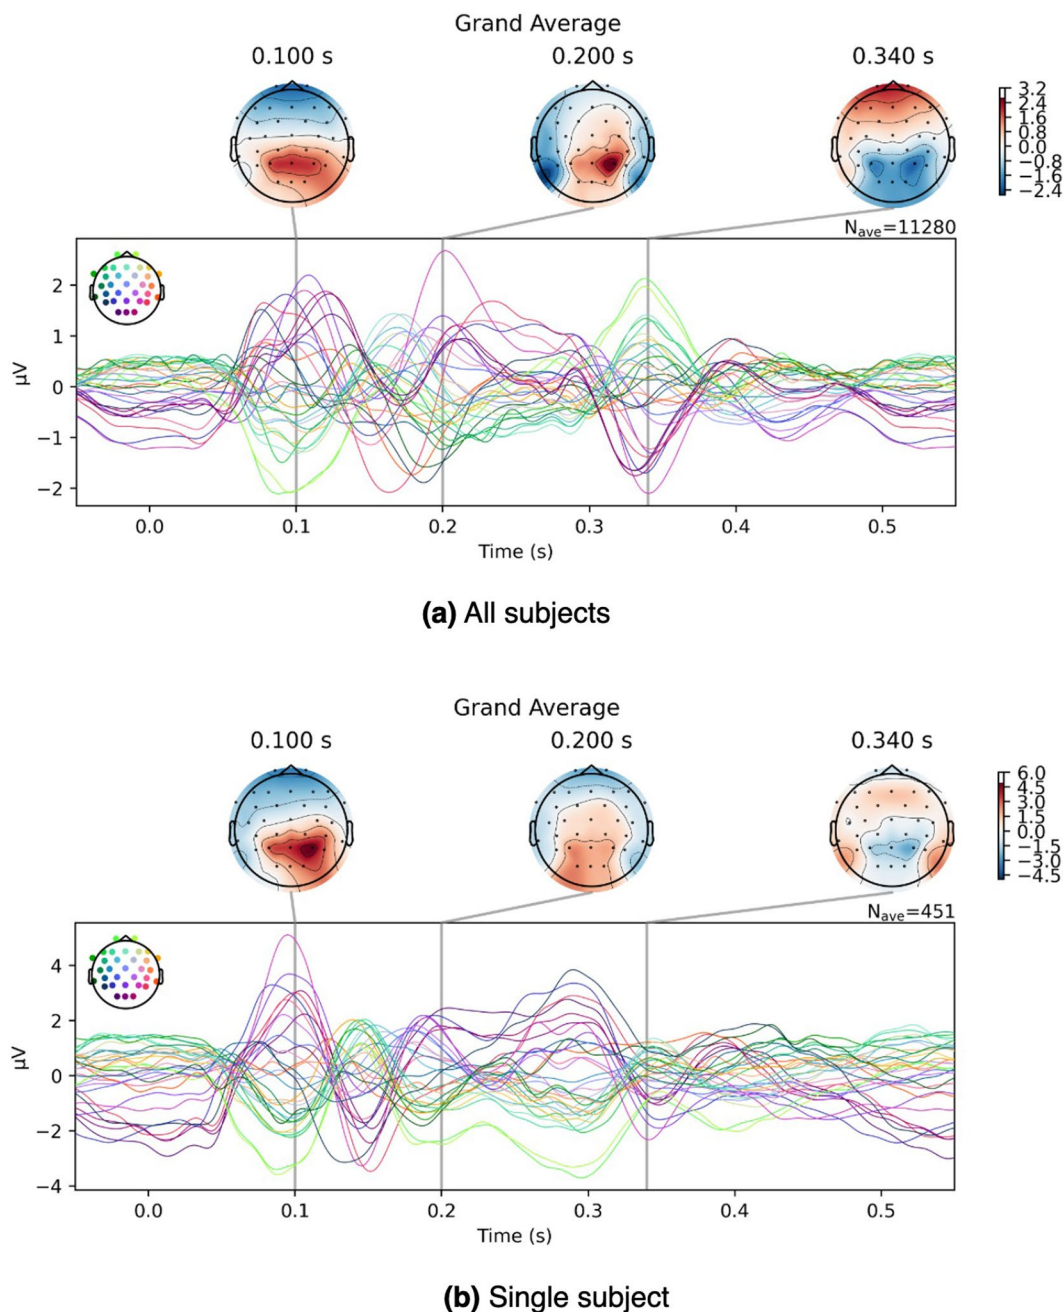 Grand Average
0.100 s 0.200 s 0.340 s
3.2
2.4
1.6
0.8
0.0
−0.8
−1.6
−2.4
Nave=11280
2
1
0
−1
−2
μV
0.0 0.1 0.2 0.3 0.4 0.5
Time (s)
(a) All subjects
Grand Average
0.100 s 0.200 s 0.340 s
6.0
4.5
3.0
1.5
0.0
−1.5
−3.0
−4.5
Nave=451
4
2
0
−2
−4
μV
0.0 0.1 0.2 0.3 0.4 0.5
Time (s)
(b) Single subject